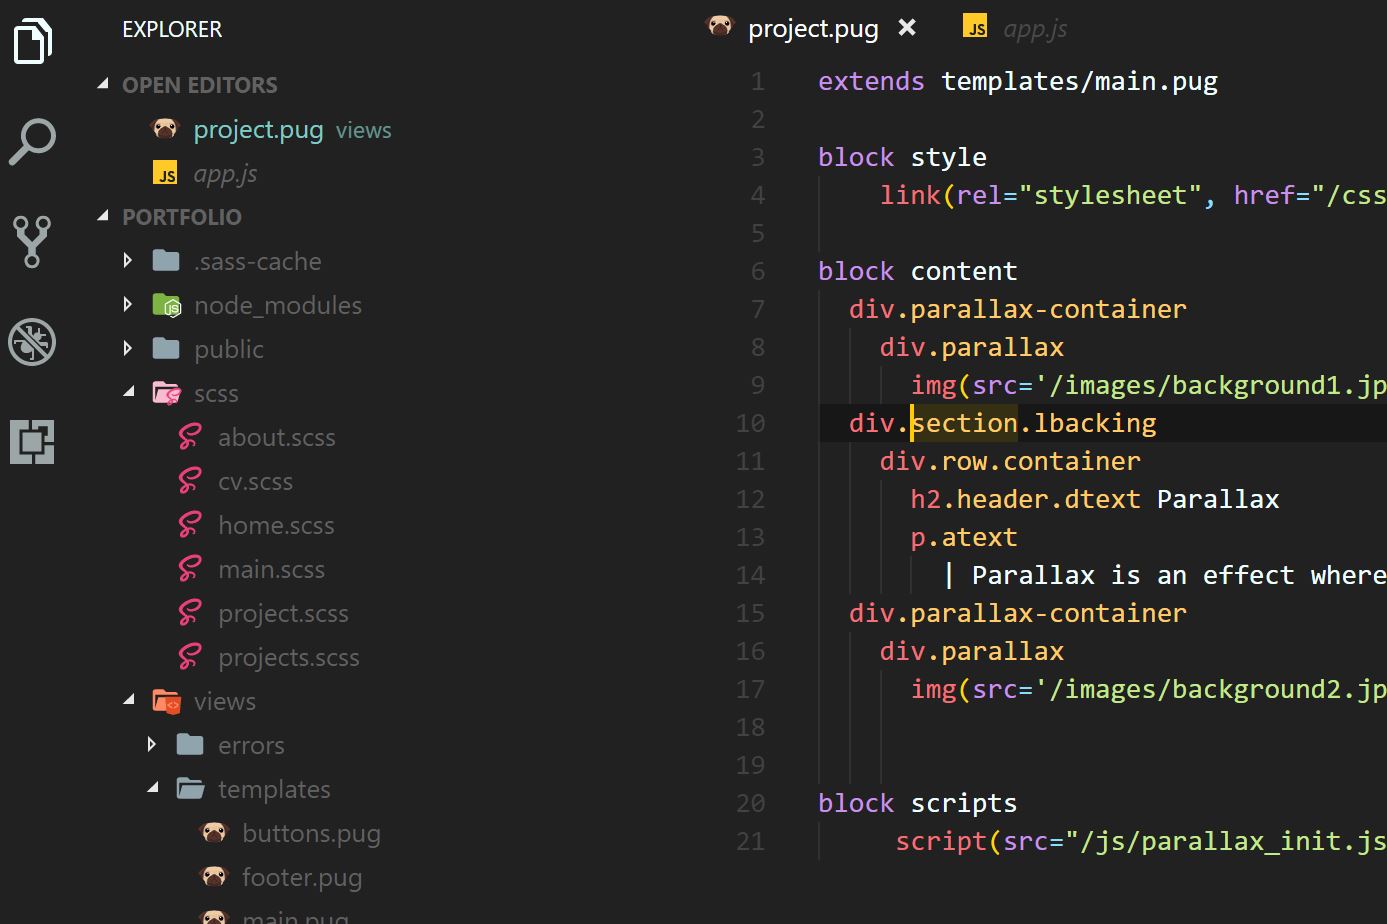 EXPLORER
OPEN EDITORS
project.pug views
JS app.js
PORTFOLIO
.sass-cache
node_modules
public
scss
about.scss
cv.scss
home.scss
main.scss
project.scss
projects.scss
views
errors
templates
buttons.pug
footer.pug
main.pug
project.pug × JS app.js
1 extends templates/main.pug
2
3 block style
4 link(rel="stylesheet", href="/css
5
6 block content
7 div.parallax-container
8 div.parallax
9 img(src='/images/background1.jp
10 div.section.lbacking
11 div.row.container
12 h2.header.dtext Parallax
13 p.atext
14 | Parallax is an effect where
15 div.parallax-container
16 div.parallax
17 img(src='/images/background2.jp
18
19
20 block scripts
21 script(src="/js/parallax_init.js